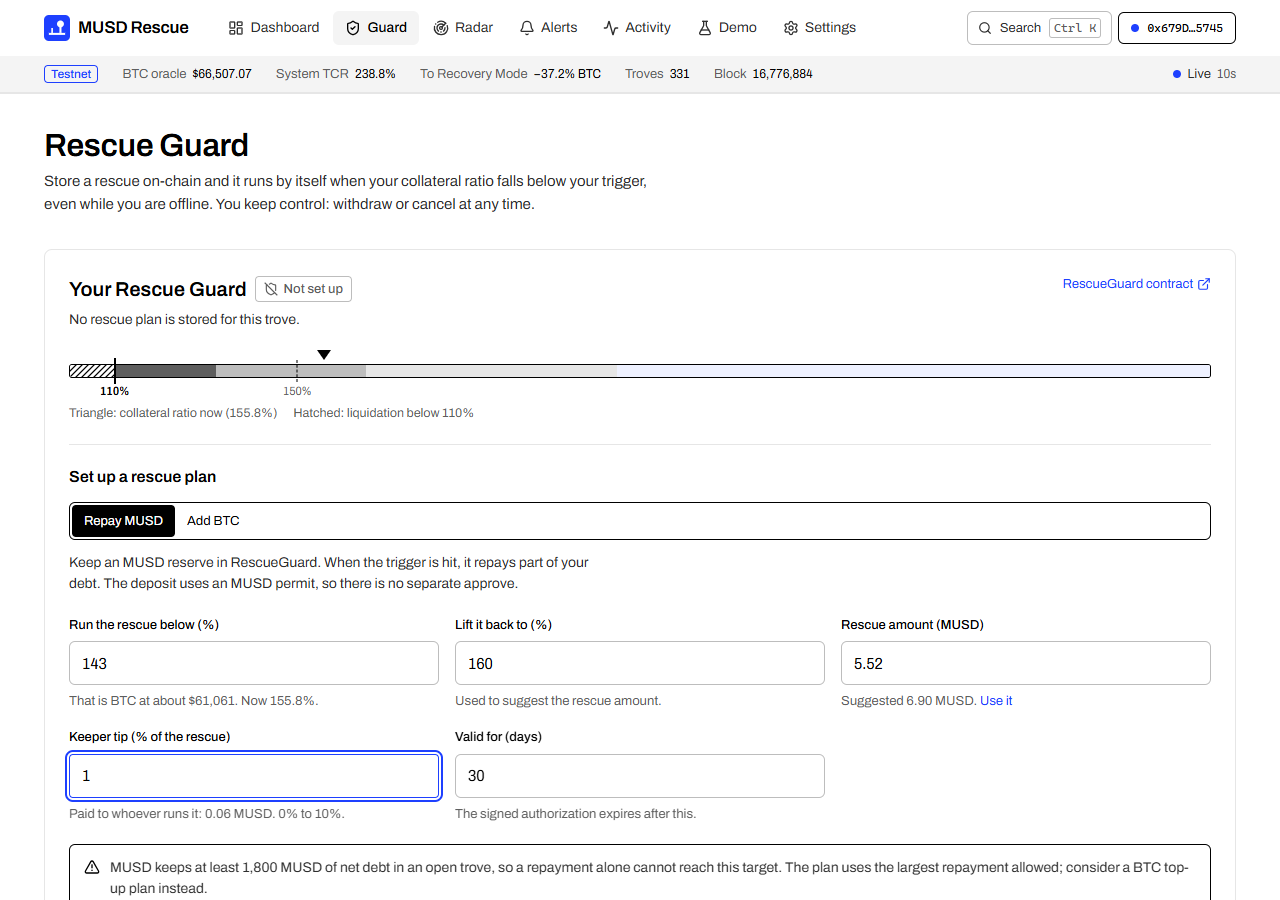 MUSD Rescue
Dashboard
Guard
Radar
Alerts
Activity
Demo
Settings
Search Ctrl K
0x679D…5745
Testnet
BTC oracle $66,507.07
System TCR 238.8%
To Recovery Mode −37.2% BTC
Troves 331
Block 16,776,884
Live 10s
Rescue Guard
Store a rescue on-chain and it runs by itself when your collateral ratio falls below your trigger,
even while you are offline. You keep control: withdraw or cancel at any time.
Your Rescue Guard
Not set up
RescueGuard contract
No rescue plan is stored for this trove.
110%
150%
Triangle: collateral ratio now (155.8%)
Hatched: liquidation below 110%
Set up a rescue plan
Repay MUSD
Add BTC
Keep an MUSD reserve in RescueGuard. When the trigger is hit, it repays part of your
debt. The deposit uses an MUSD permit, so there is no separate approve.
Run the rescue below (%)
Lift it back to (%)
Rescue amount (MUSD)
143
160
5.52
That is BTC at about $61,061. Now 155.8%.
Used to suggest the rescue amount.
Suggested 6.90 MUSD. Use it
Keeper tip (% of the rescue)
Valid for (days)
1
30
Paid to whoever runs it: 0.06 MUSD. 0% to 10%.
The signed authorization expires after this.
MUSD keeps at least 1,800 MUSD of net debt in an open trove, so a repayment alone cannot reach this target. The plan uses the largest repayment allowed; consider a BTC top-
up plan instead.